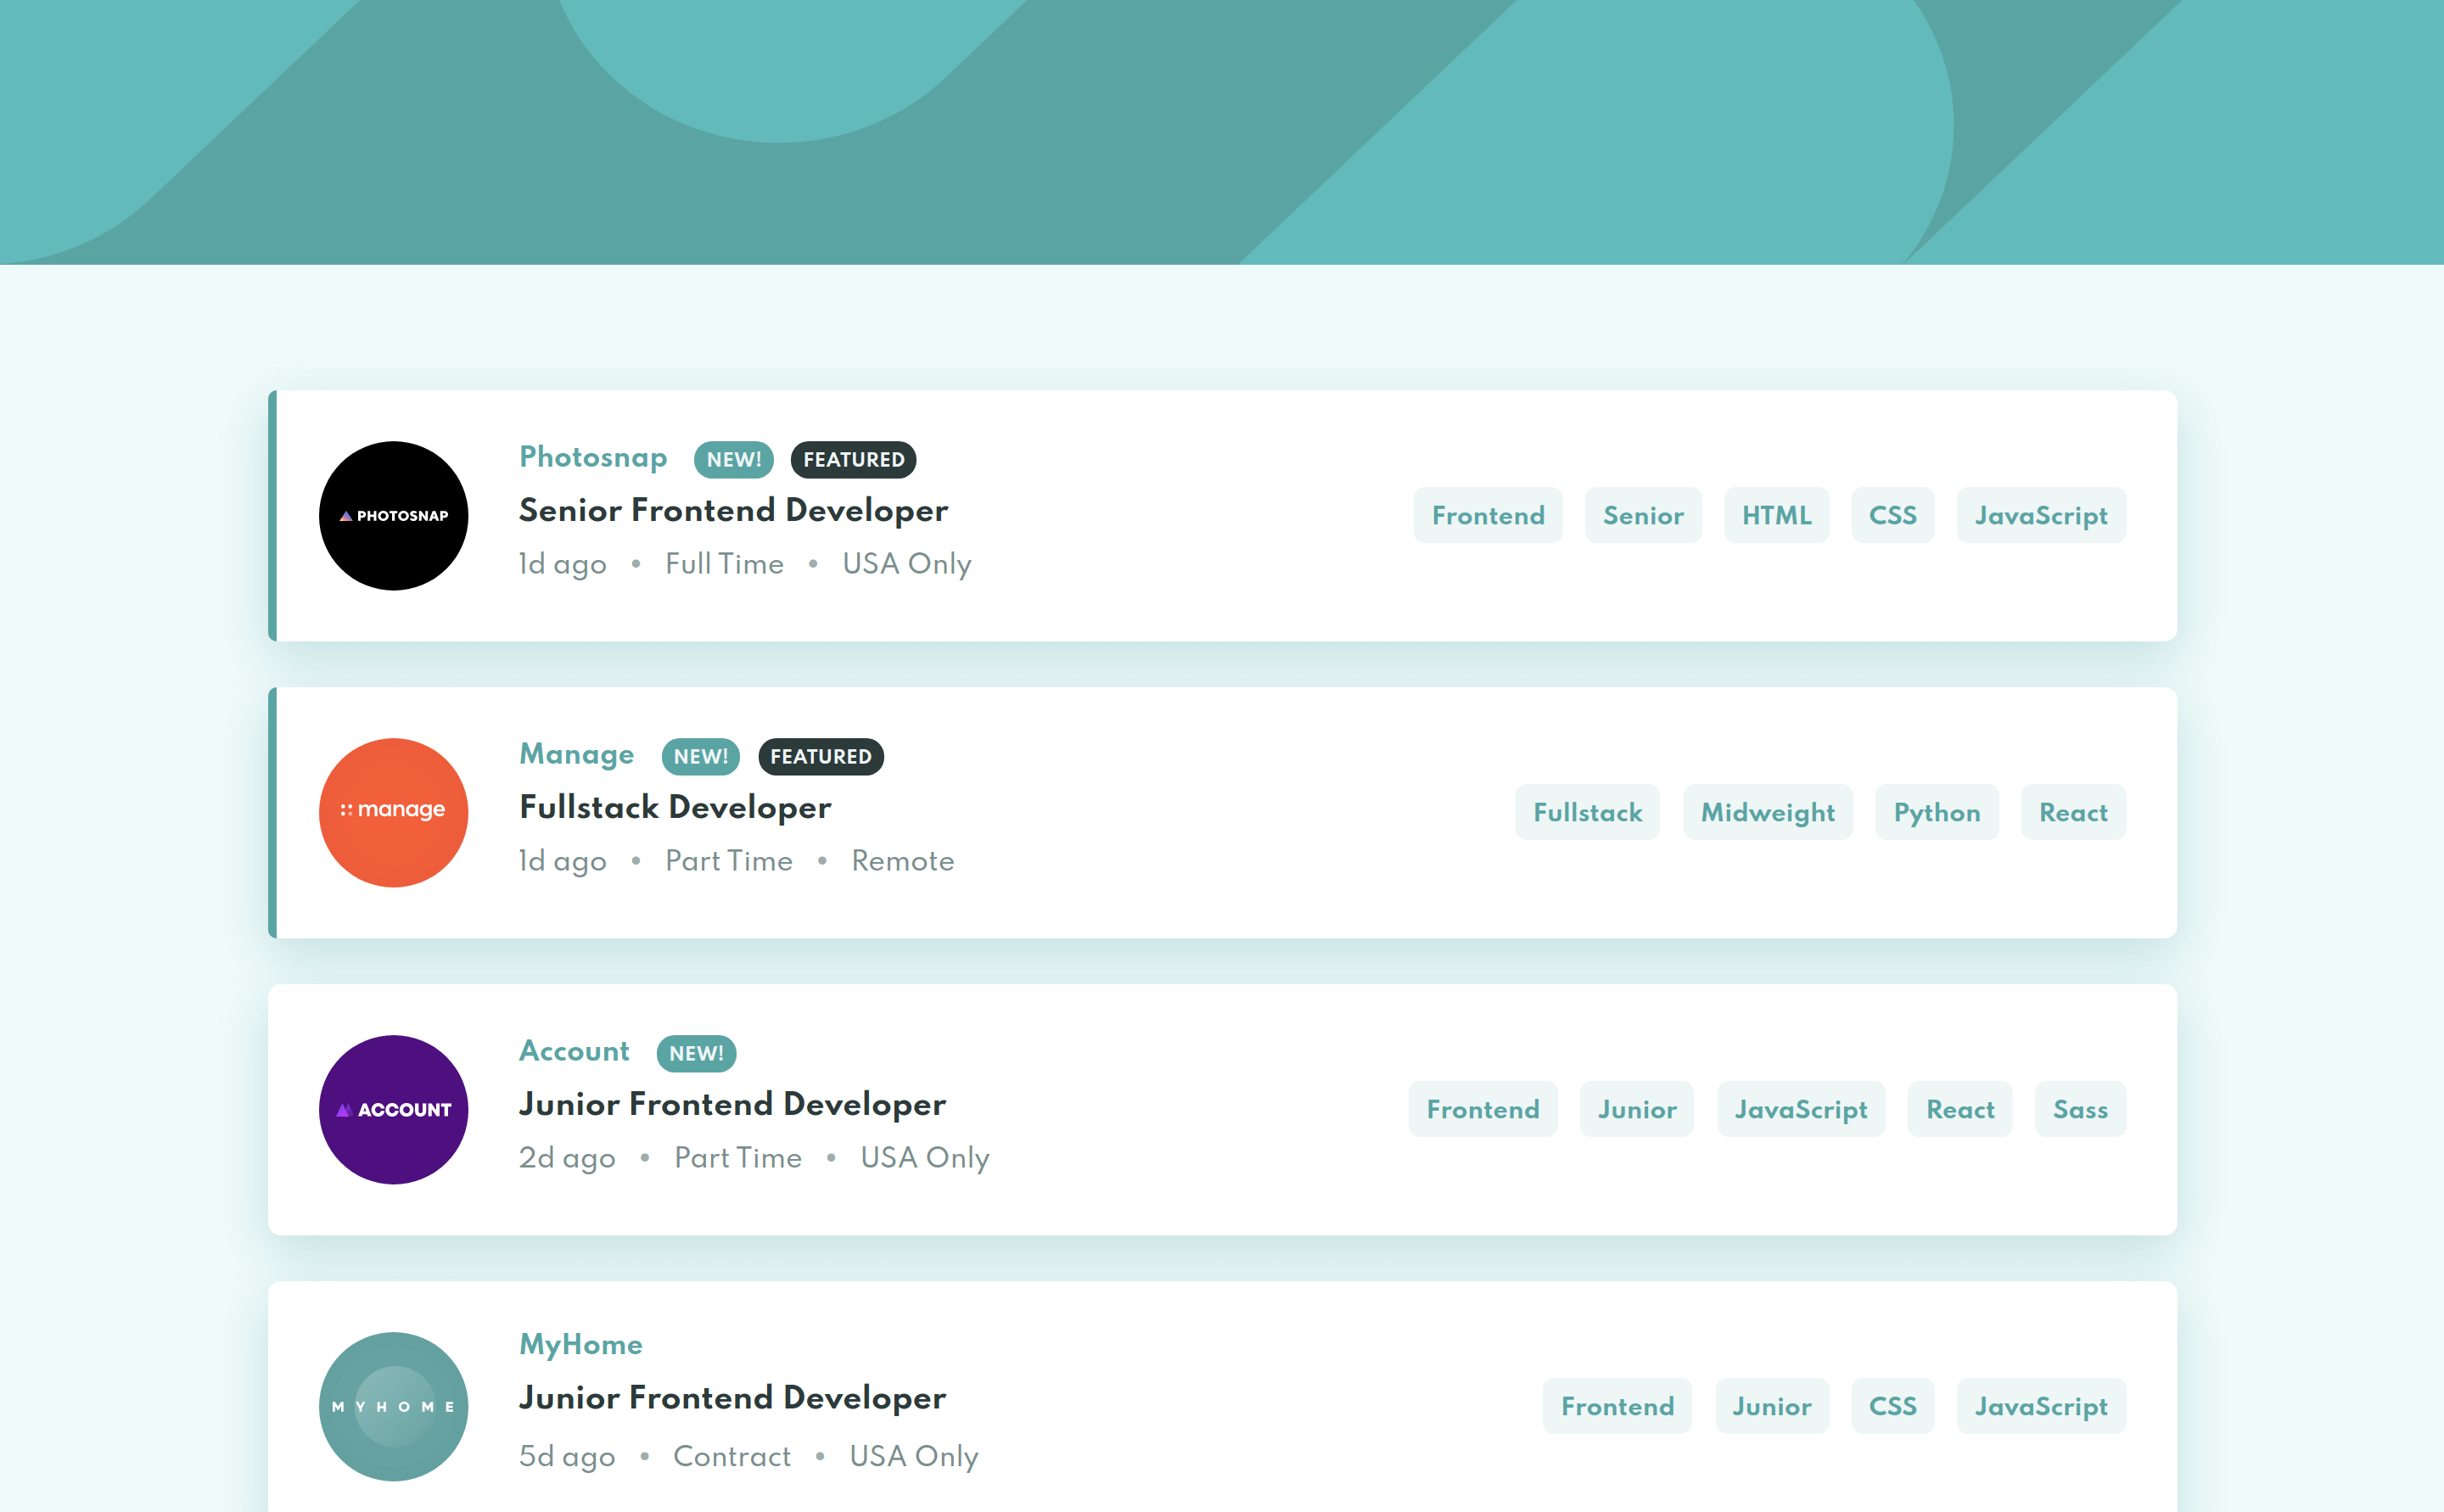 PHOTOSNAP
Photosnap NEW! FEATURED
Senior Frontend Developer
1d ago • Full Time • USA Only
Frontend Senior HTML CSS JavaScript
manage
Manage NEW! FEATURED
Fullstack Developer
1d ago • Part Time • Remote
Fullstack Midweight Python React
ACCOUNT
Account NEW!
Junior Frontend Developer
2d ago • Part Time • USA Only
Frontend Junior JavaScript React Sass
MYHOME
MyHome
Junior Frontend Developer
5d ago • Contract • USA Only
Frontend Junior CSS JavaScript